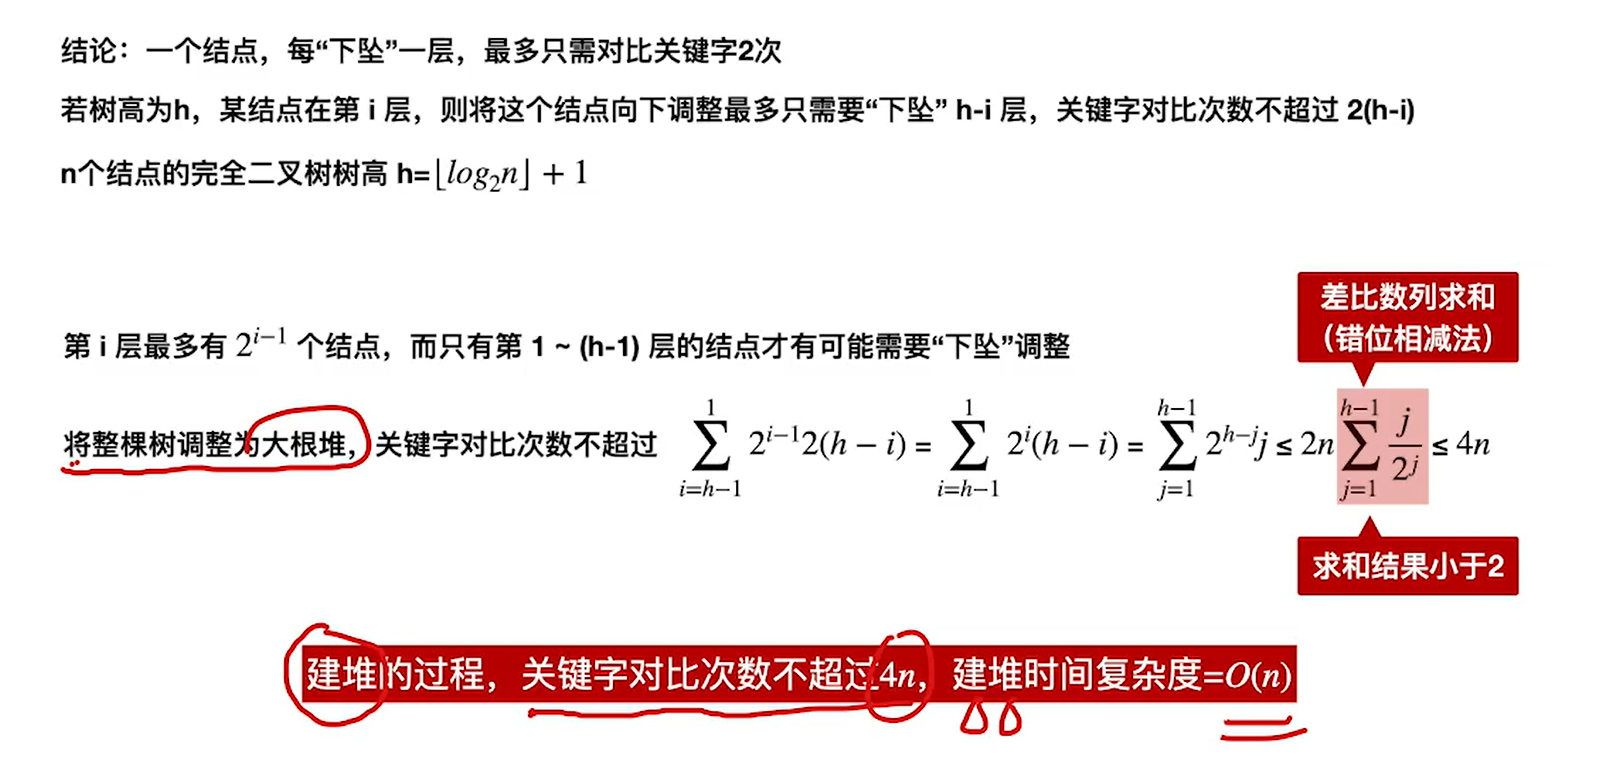 结论：一个结点，每“下坠”一层，最多只需对比关键字2次
若树高为h，某结点在第 i 层，则将这个结点向下调整最多只需要“下坠” h-i 层，关键字对比次数不超过 2(h-i)
n个结点的完全二叉树树高 h=⌊log₂n⌋ + 1
差比数列求和
（错位相减法）
第 i 层最多有 2^{i−1} 个结点，而只有第 1 ~ (h-1) 层的结点才有可能需要“下坠”调整
将整棵树调整为大根堆，关键字对比次数不超过 \sum_{i=h−1}^{1} 2^{i−1}2(h − i) = \sum_{i=h−1}^{1} 2^{i}(h − i) = \sum_{j=1}^{h−1} 2^{h−j}j ≤ 2n \sum_{j=1}^{h−1} \frac{j}{2^{j}} ≤ 4n
求和结果小于2
建堆的过程，关键字对比次数不超过4n，建堆时间复杂度=O(n)